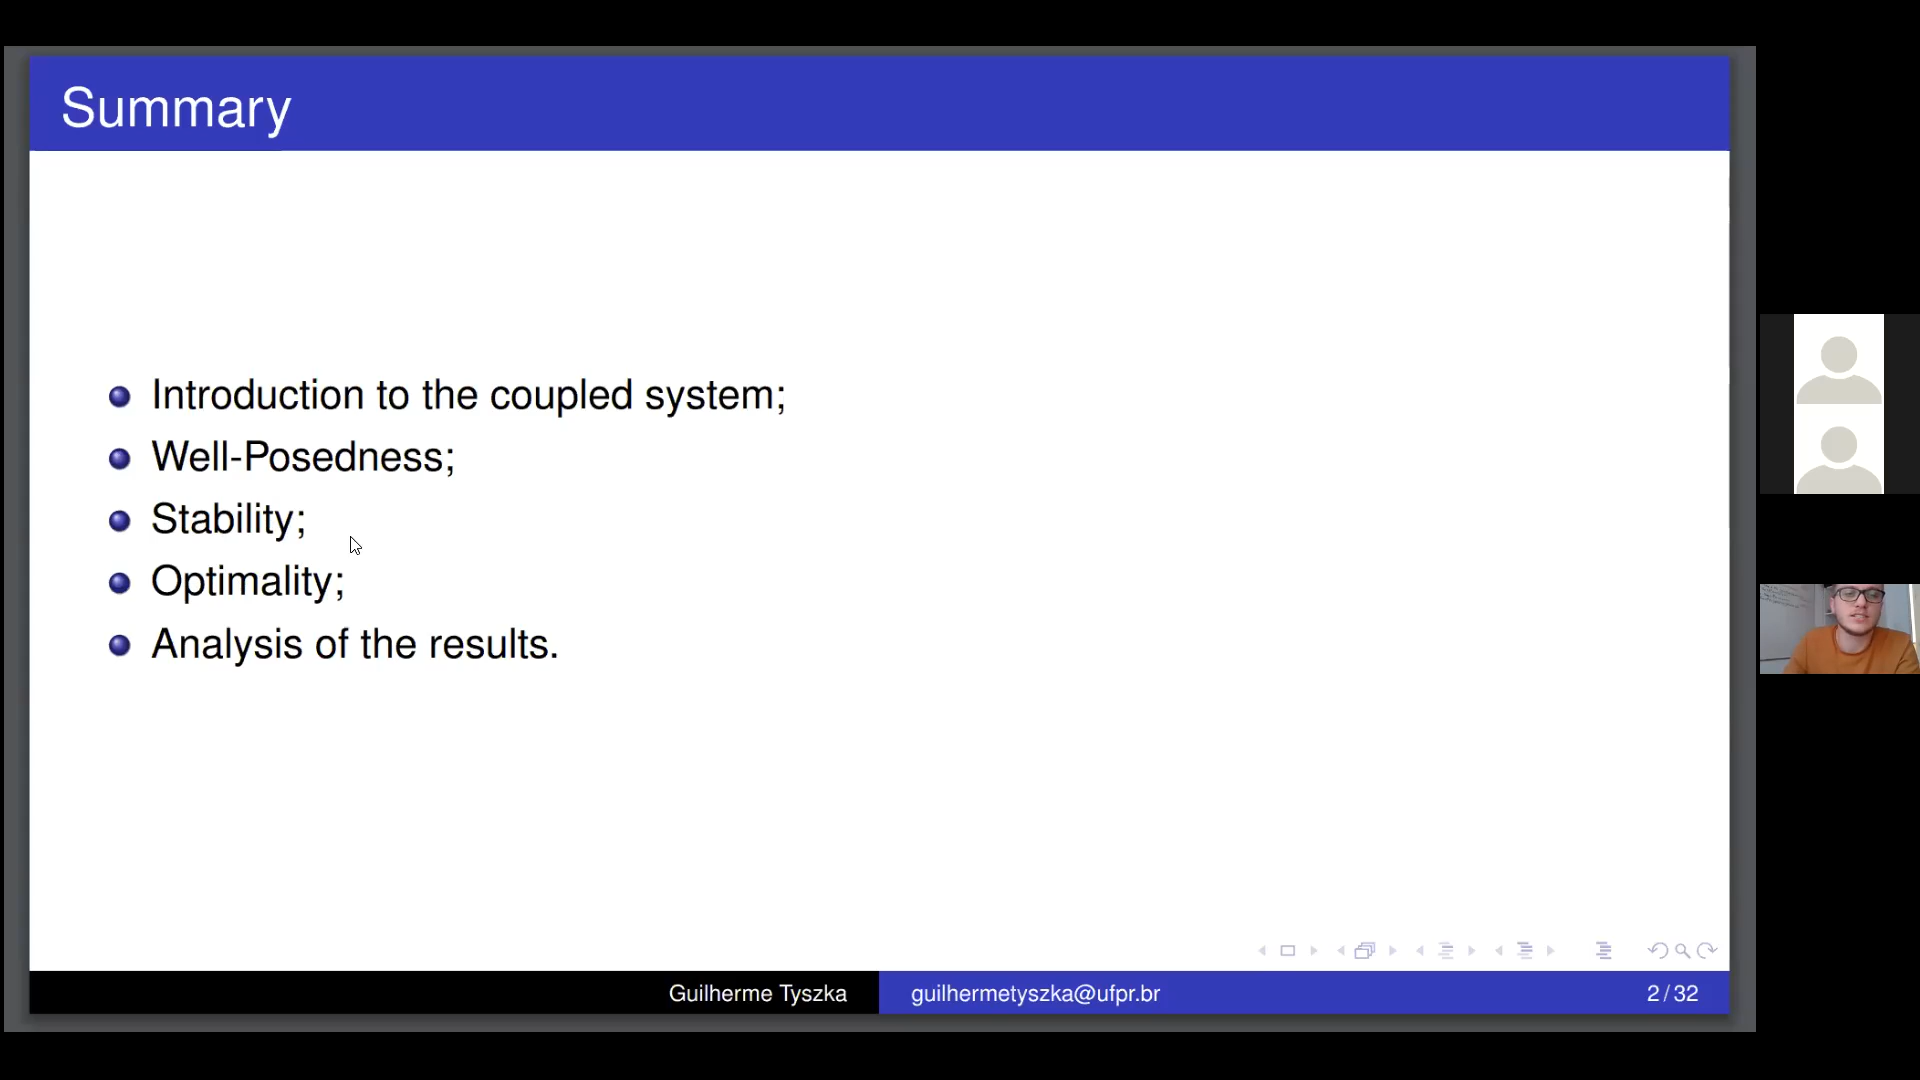 Summary
Introduction to the coupled system;
Well-Posedness;
Stability;
Optimality;
Analysis of the results.
Guilherme Tyszka
guilhermetyszka@ufpr.br
2 / 32